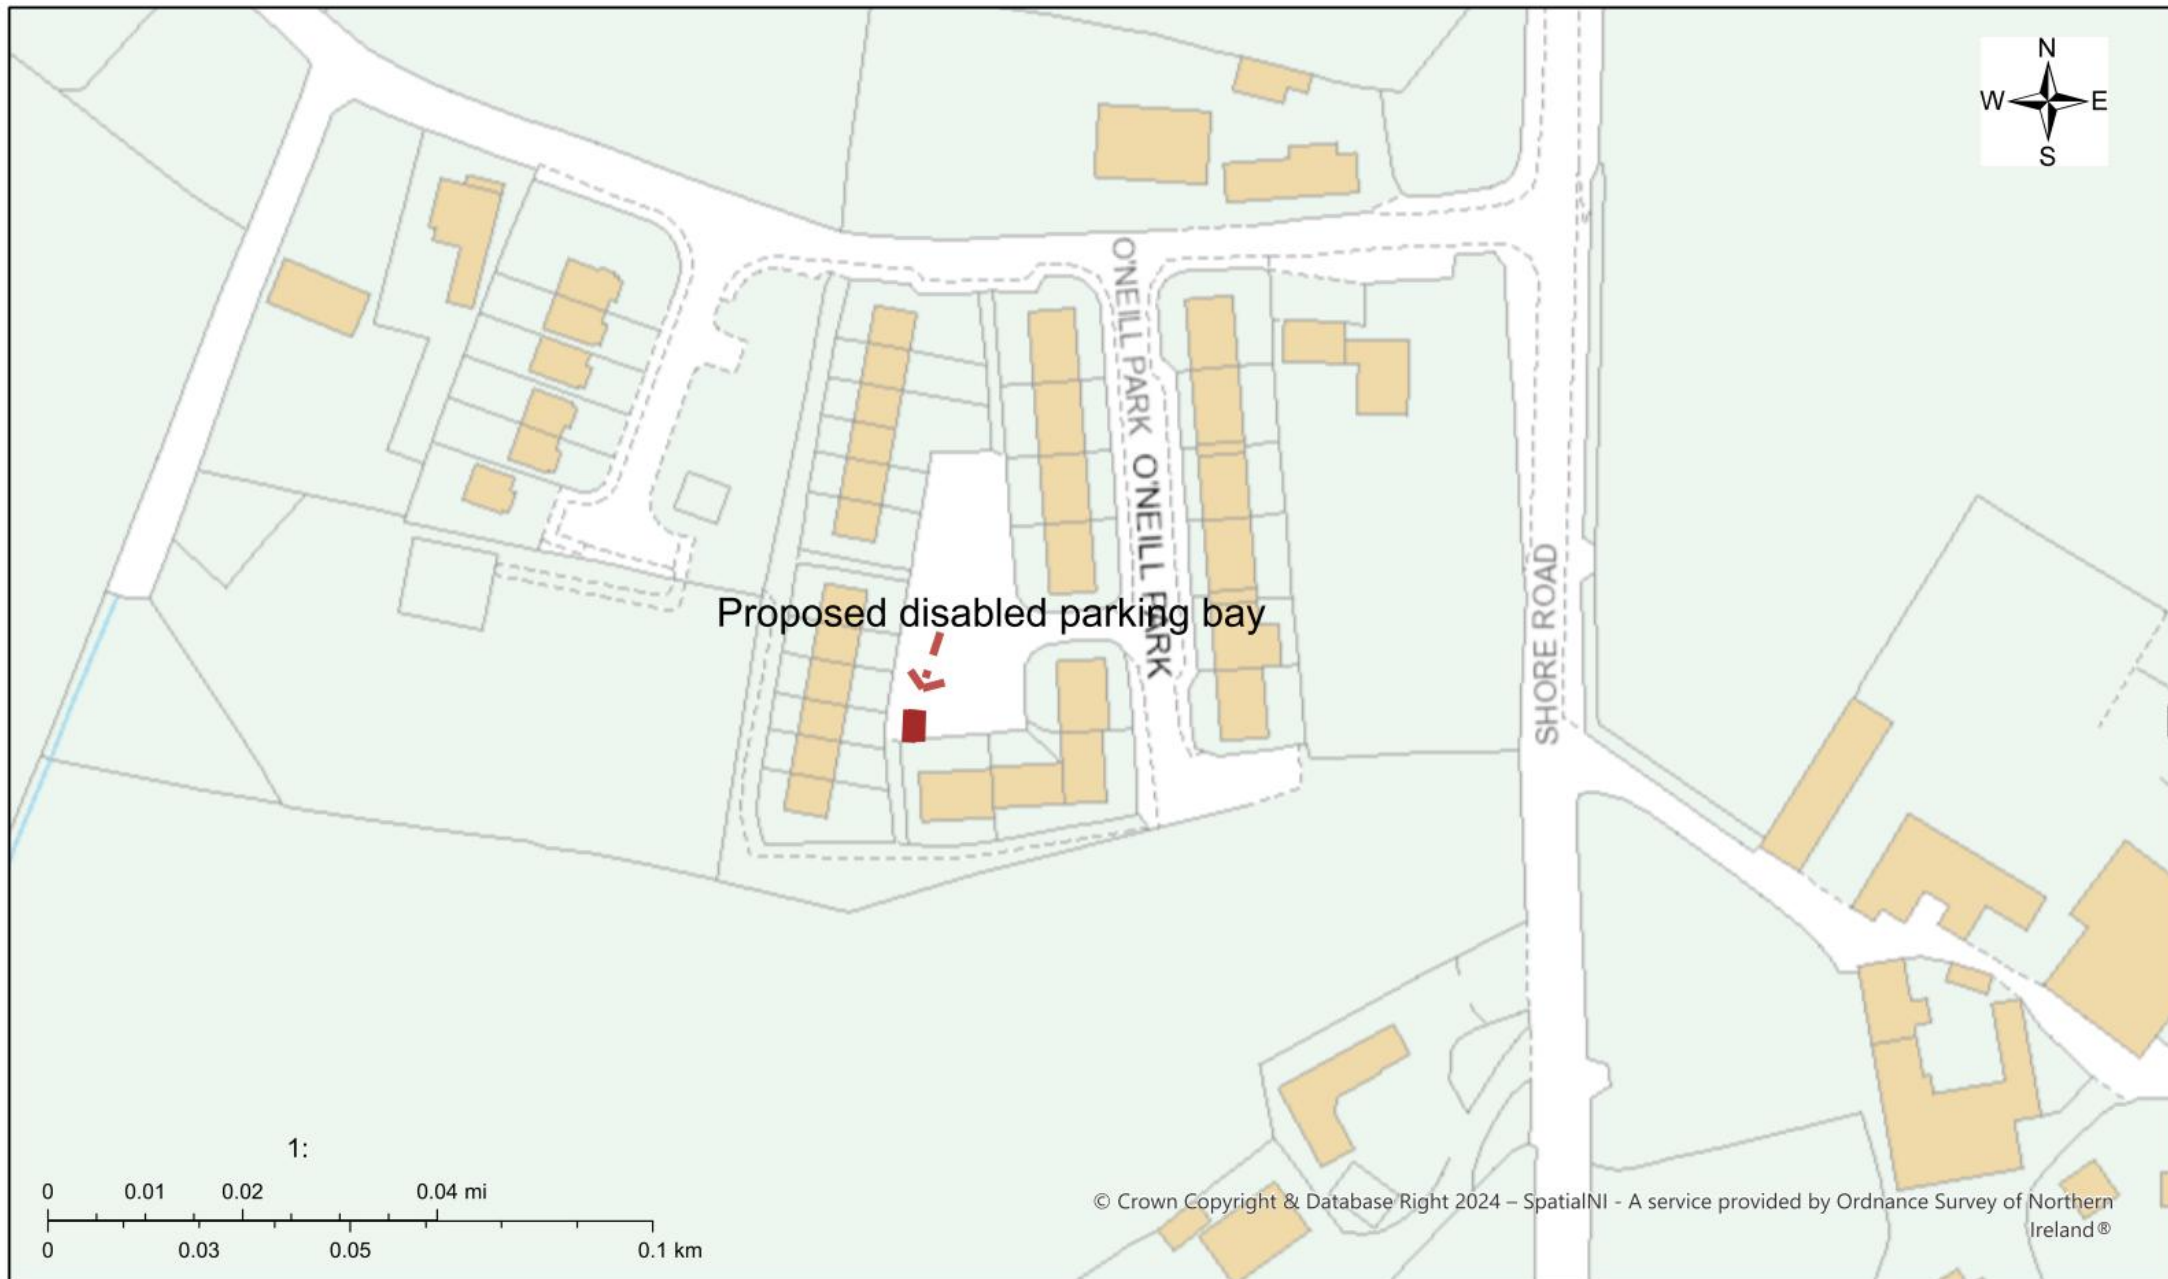 N
W E
S
O'NEILL PARK
O'NEILL PARK
Proposed disabled parking bay
SHORE ROAD
1:
0 0.01 0.02 0.04 mi
0 0.03 0.05 0.1 km
© Crown Copyright & Database Right 2024 – SpatialNI - A service provided by Ordnance Survey of Northern
Ireland®